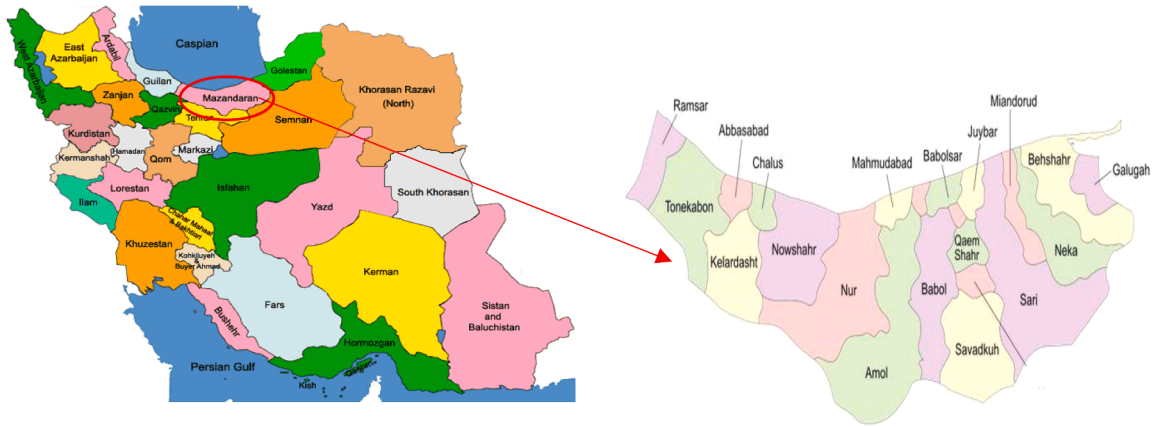 Caspian
West Azarbaijan
East
Azarbaijan
Ardabil
Guilan
Golestan
Zanjan
Qazvin
Mazandaran
Tehran
Khorasan Razavi
(North)
Semnan
Kurdistan
Hamadan
Markazi
Qom
Kermanshah
Lorestan
Isfahan
South Khorasan
Ilam
Yazd
Chahar Mahaal
& Bakhtiari
Khuzestan
Kohkiluyeh
&
Buyer Ahmad
Kerman
Fars
Sistan
and
Baluchistan
Bushehr
Hormozgan
Persian Gulf
Qeshm
Kish
Ramsar
Abbasabad
Chalus
Mahmudabad
Babolsar
Juybar
Miandorud
Behshahr
Galugah
Tonekabon
Kelardasht
Nowshahr
Nur
Qaem
Shahr
Neka
Babol
Sari
Savadkuh
Amol